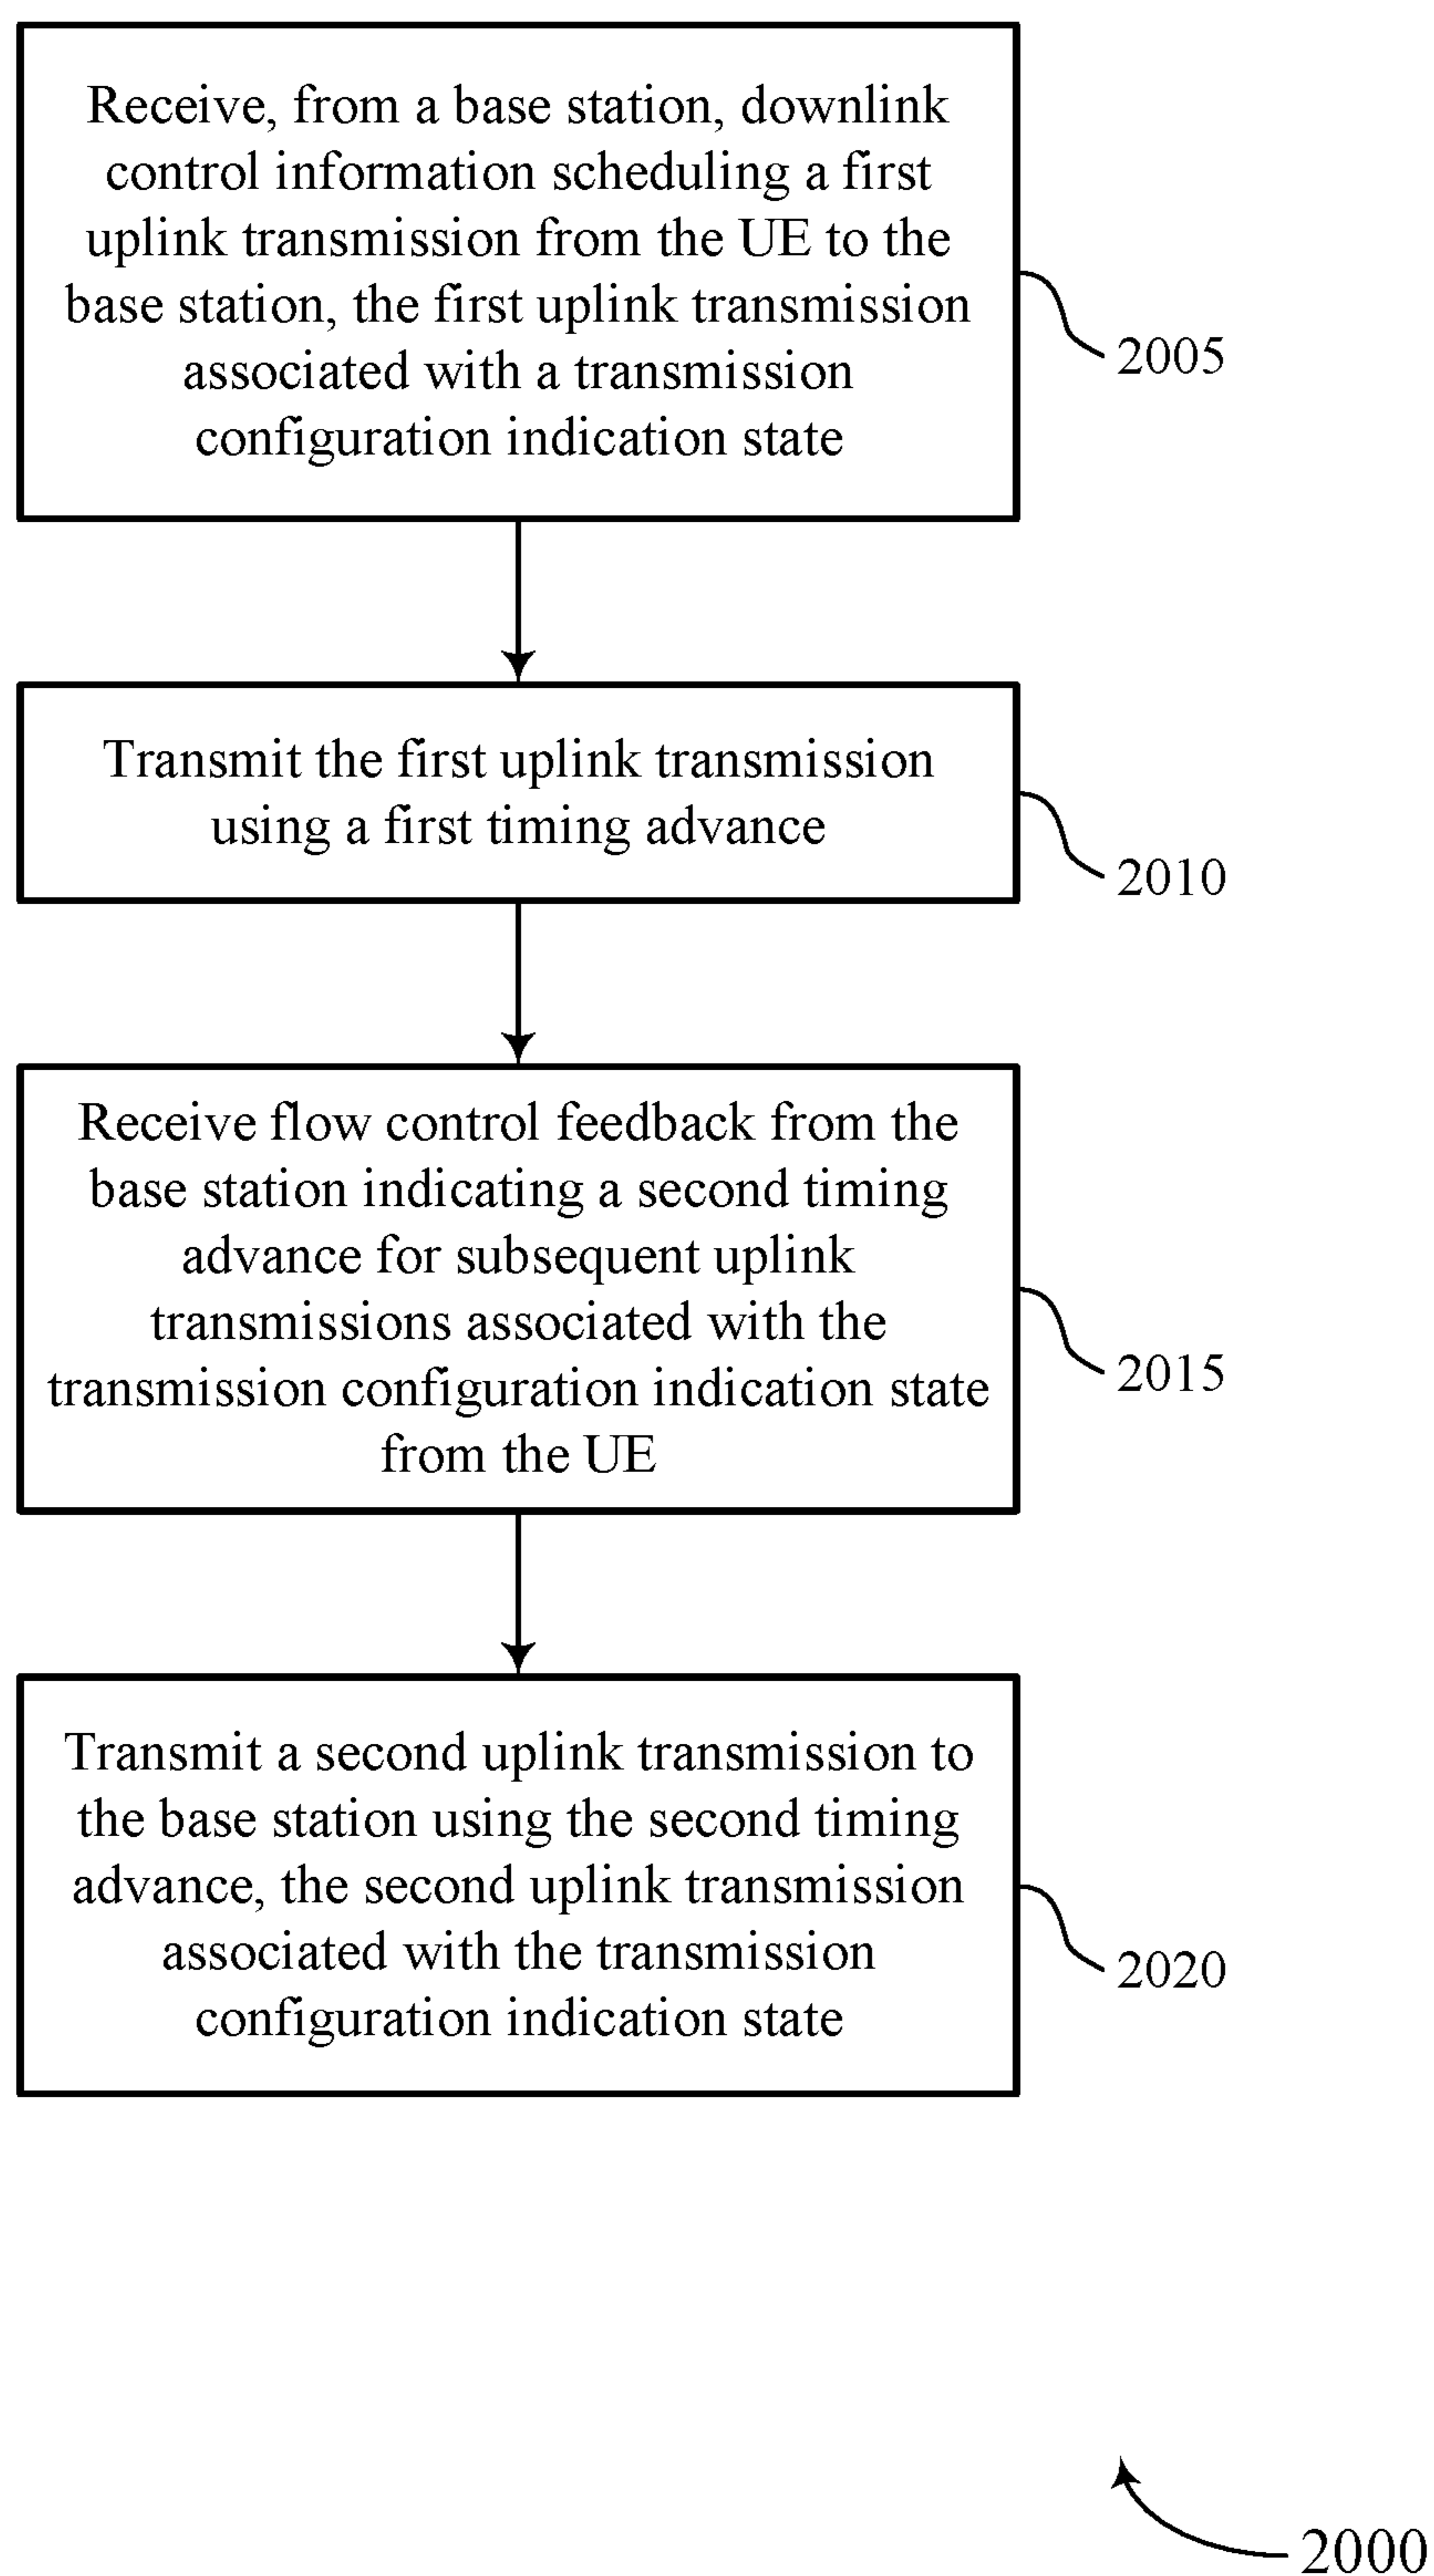 Receive, from a base station, downlink
control information scheduling a first
uplink transmission from the UE to the
base station, the first uplink transmission
associated with a transmission
configuration indication state
2005
Transmit the first uplink transmission
using a first timing advance
2010
Receive flow control feedback from the
base station indicating a second timing
advance for subsequent uplink
transmissions associated with the
transmission configuration indication state
from the UE
2015
Transmit a second uplink transmission to
the base station using the second timing
advance, the second uplink transmission
associated with the transmission
configuration indication state
2020
2000